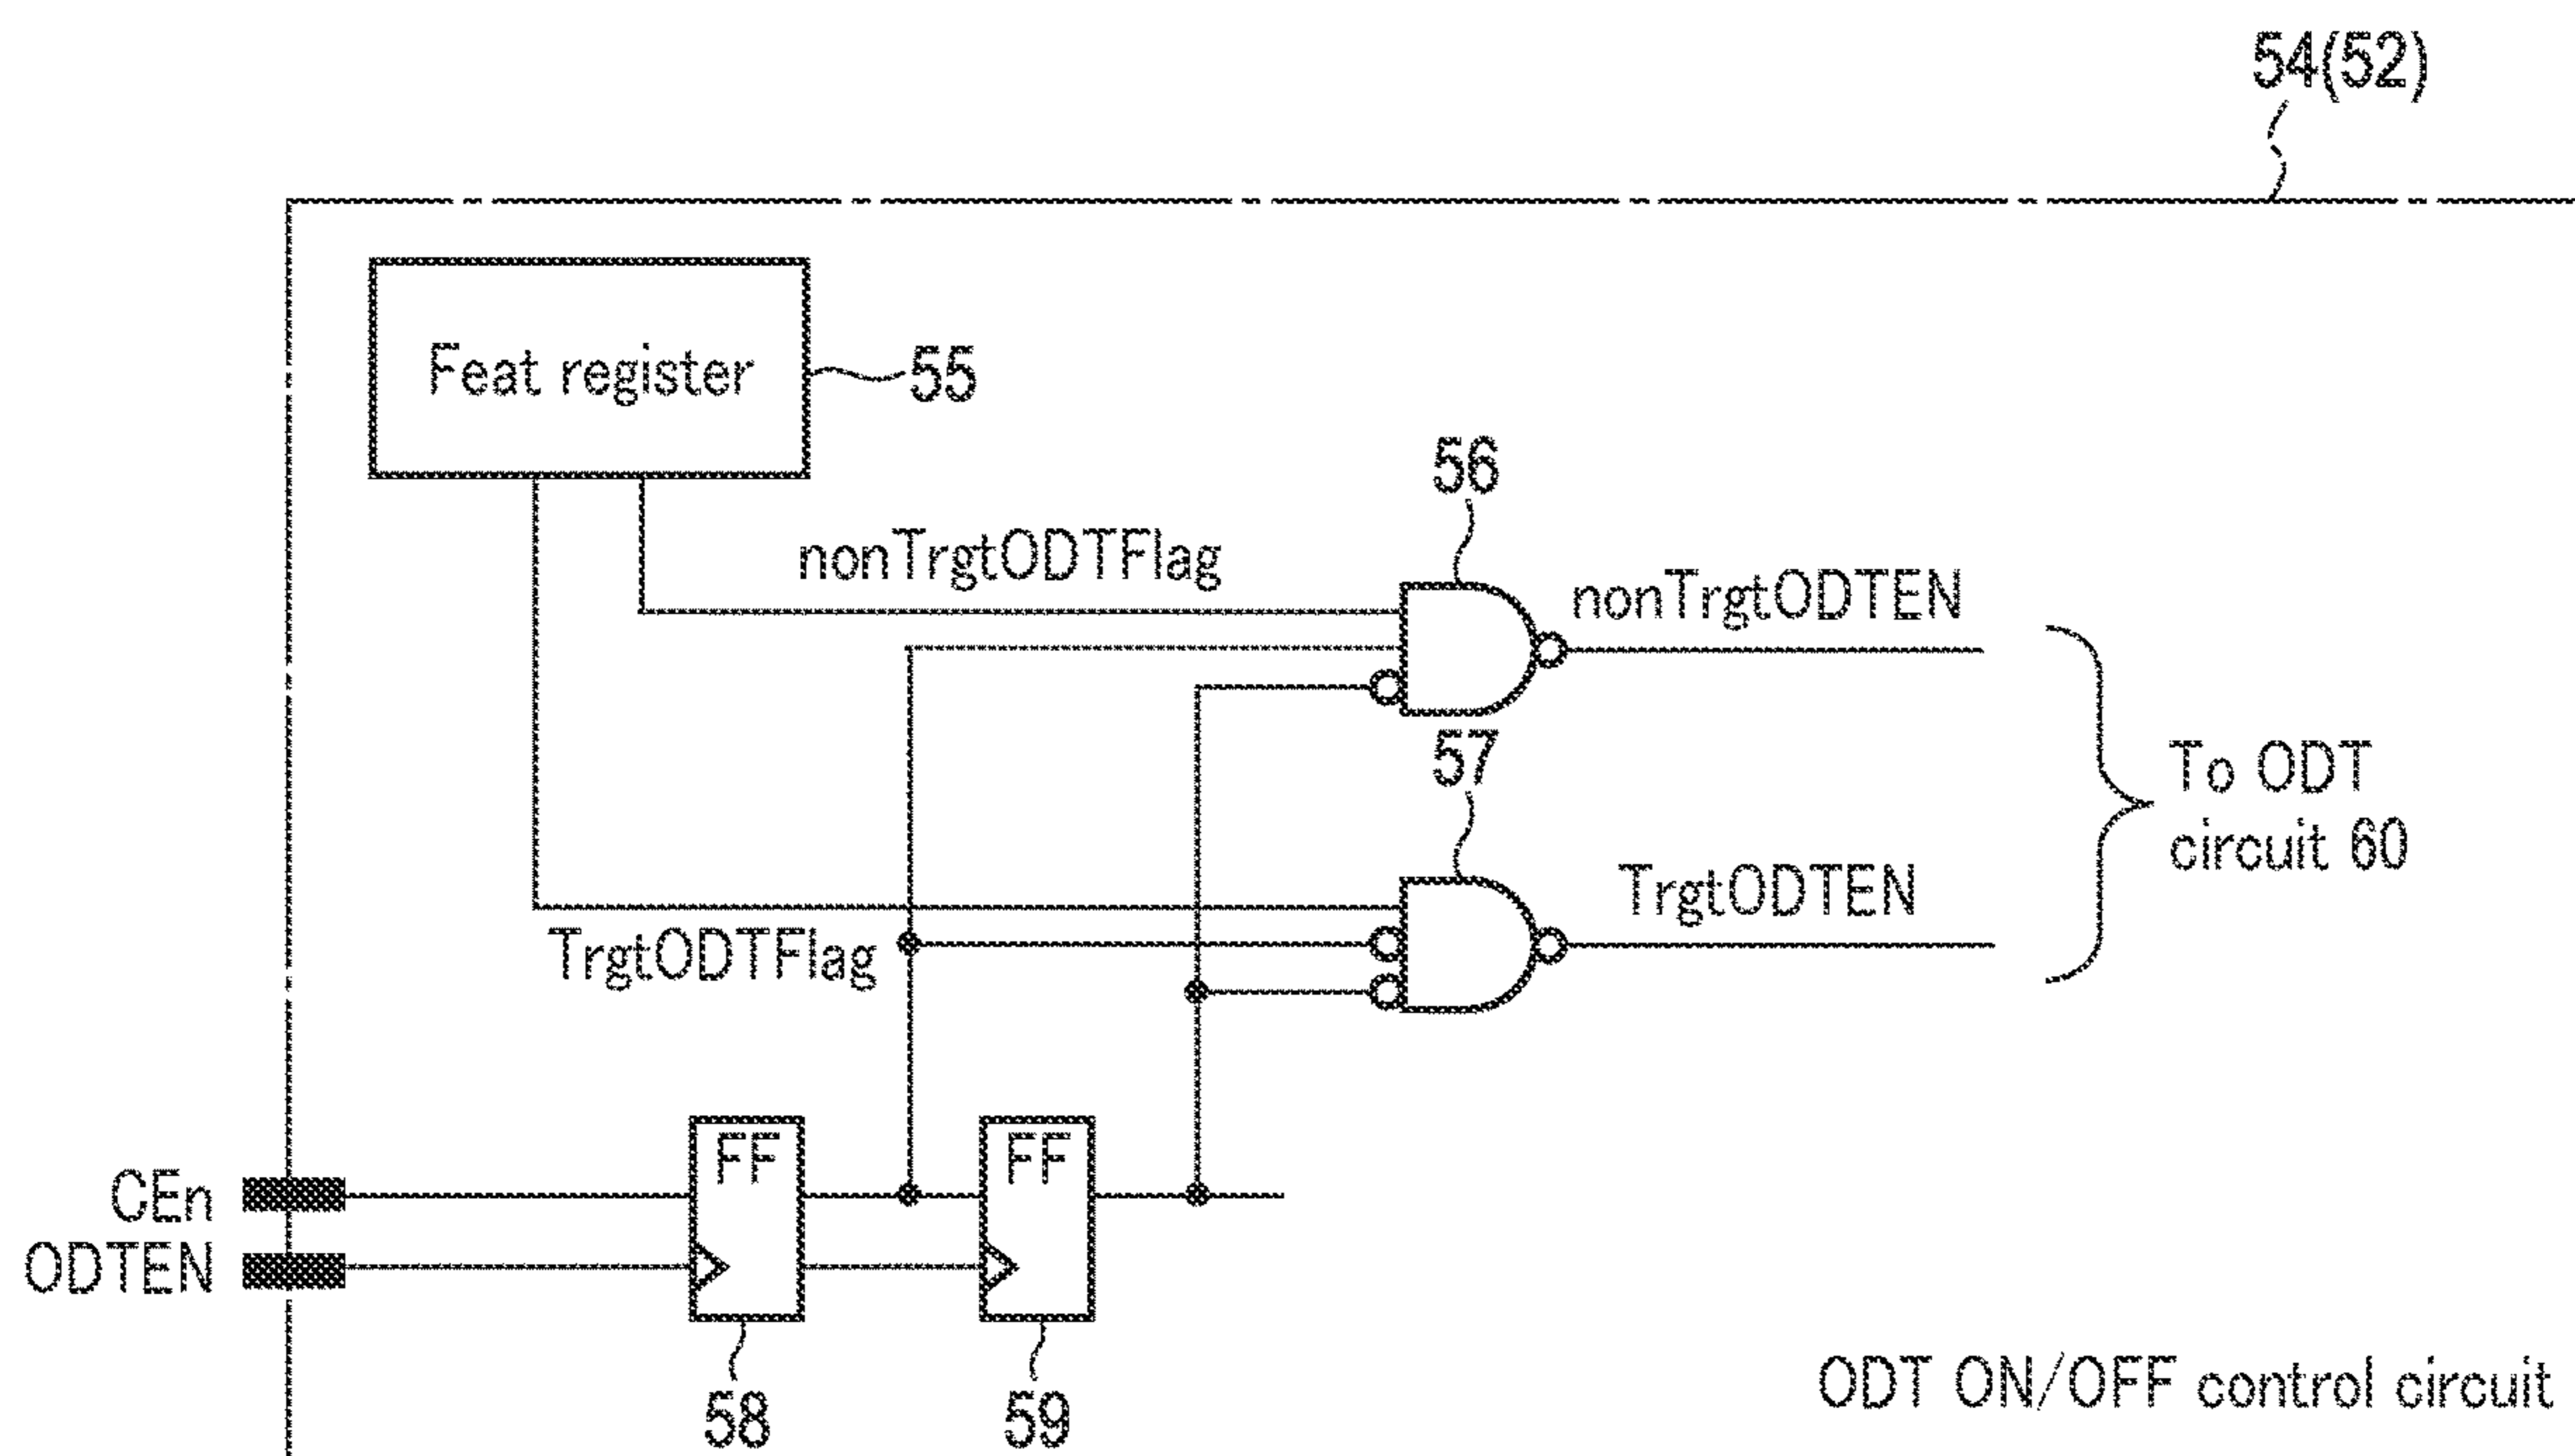 54(52)
Feat register
55
56
nonTrgtODTFlag
nonTrgtODTEN
57
To ODT
circuit 60
TrgtODTEN
TrgtODTFlag
FF
FF
CEn
ODTEN
58
59
ODT ON/OFF control circuit